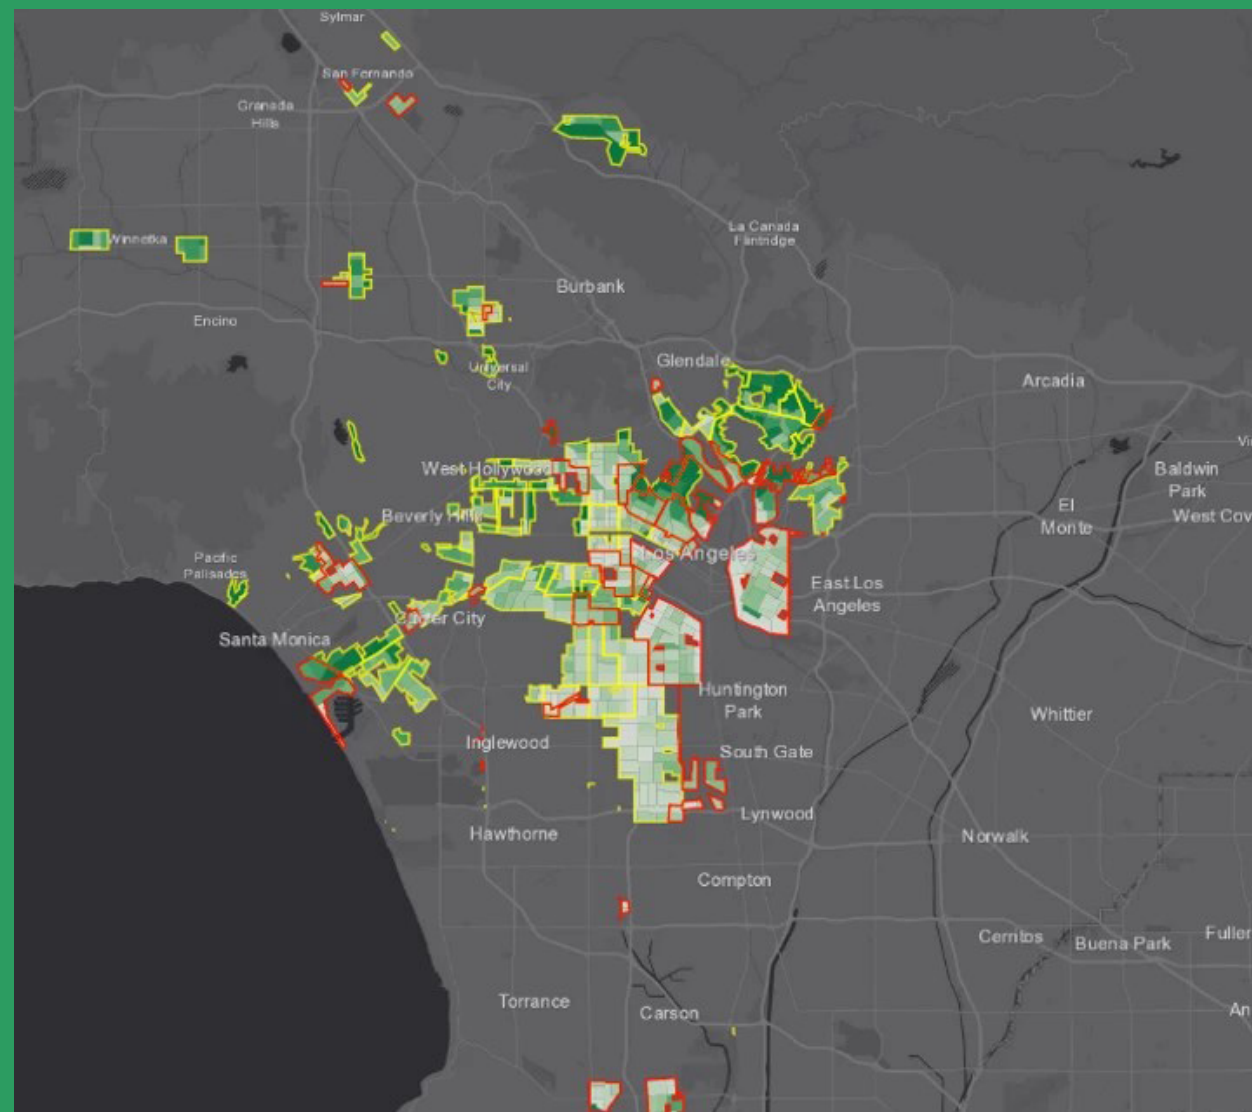 Sylmar
San Fernando
Granada
Hills
La Canada
Flintridge
Winnetka
Burbank
Encino
Glendale
Universal
City
Arcadia
West Hollywood
Baldwin
Park
El
Monte
Beverly Hills
West Cov
Pacific
Palisades
Los Angeles
East Los
Angeles
Culver City
Santa Monica
Huntington
Park
Whittier
Inglewood
South Gate
Lynwood
Hawthorne
Norwalk
Compton
Cerritos
Buena Park
Fuller
Torrance
Carson
An